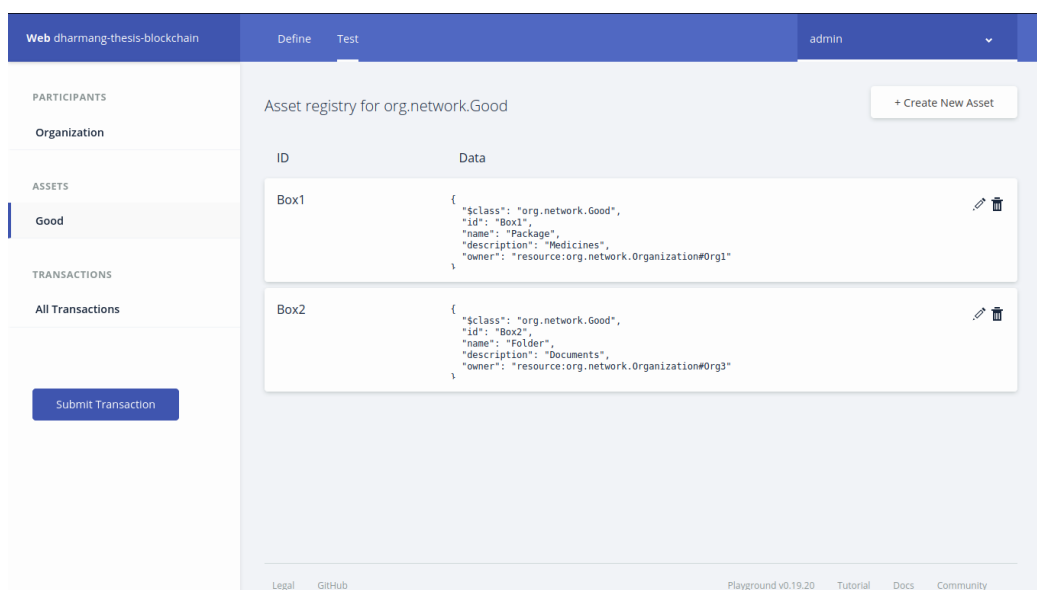 Web dharmang-thesis-blockchain
Define Test
admin
PARTICIPANTS
Organization
ASSETS
Good
TRANSACTIONS
All Transactions
Submit Transaction
Asset registry for org.network.Good
+ Create New Asset
ID Data
Box1
{
"$class": "org.network.Good",
"id": "Box1",
"name": "Package",
"description": "Medicines",
"owner": "resource:org.network.Organization#Org1"
}
Box2
{
"$class": "org.network.Good",
"id": "Box2",
"name": "Folder",
"description": "Documents",
"owner": "resource:org.network.Organization#Org3"
}
Legal GitHub
Playground v0.19.20 Tutorial Docs Community